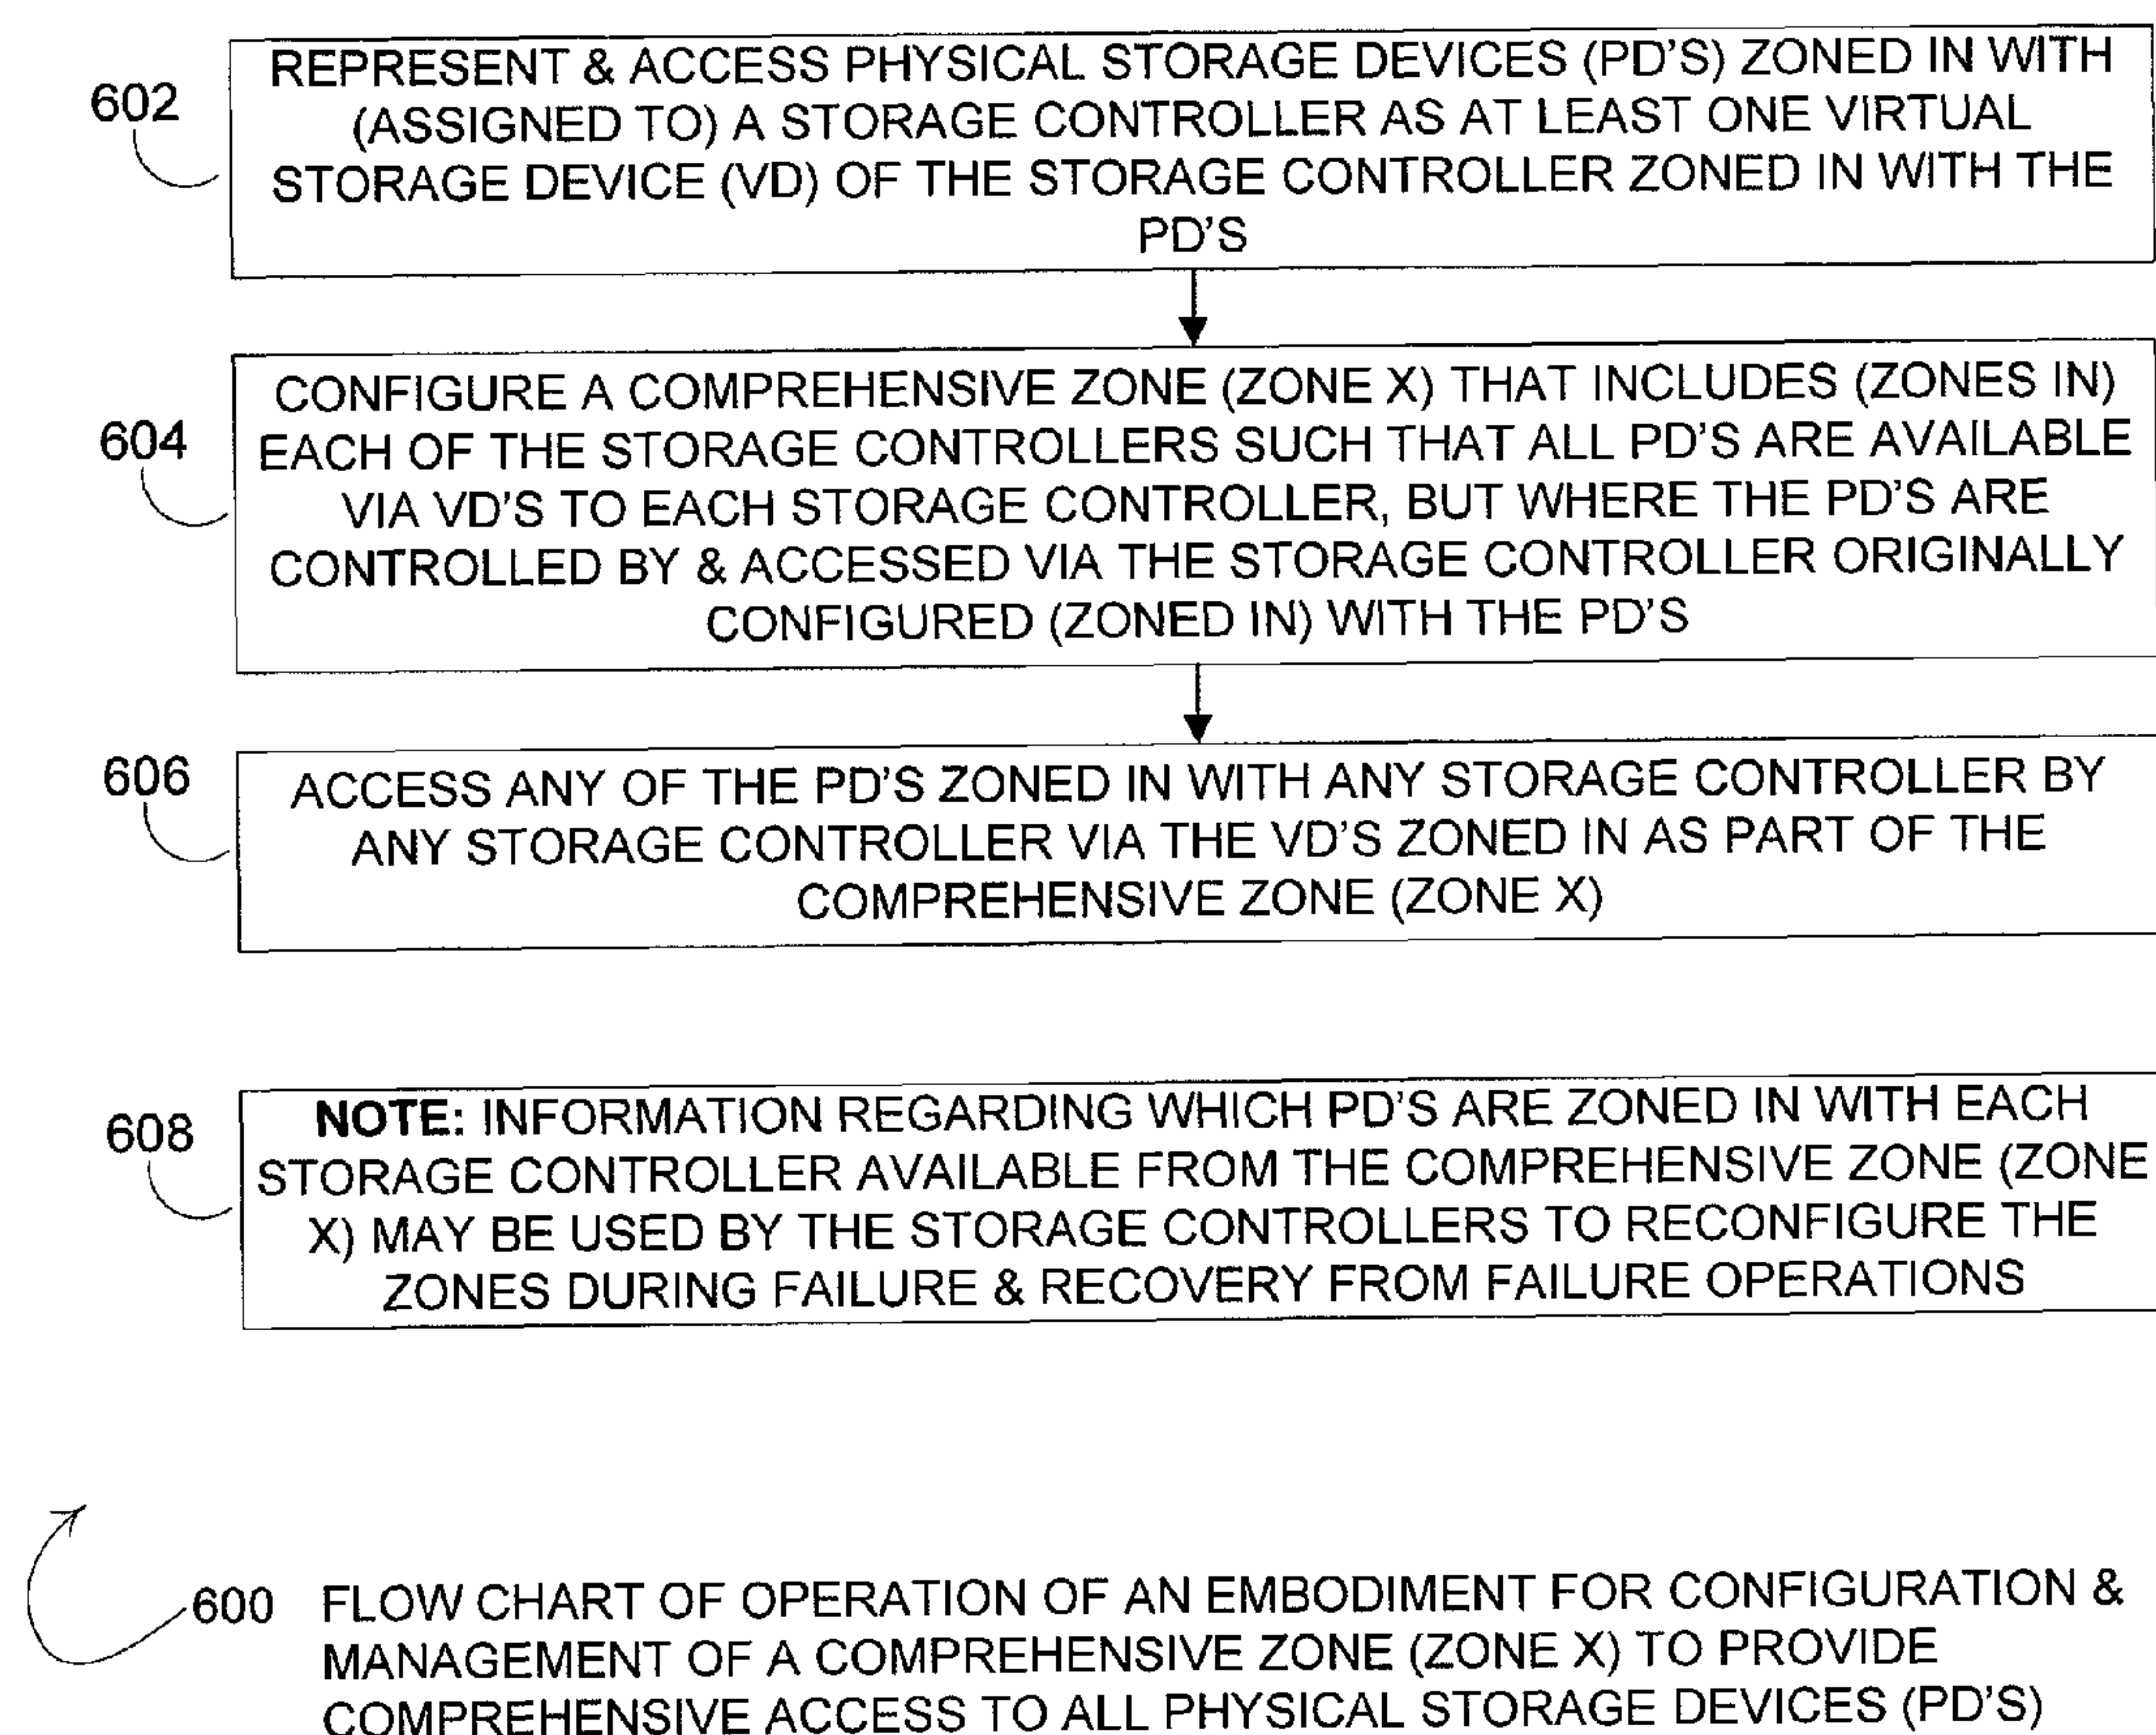 602
REPRESENT & ACCESS PHYSICAL STORAGE DEVICES (PD'S) ZONED IN WITH
(ASSIGNED TO) A STORAGE CONTROLLER AS AT LEAST ONE VIRTUAL
STORAGE DEVICE (VD) OF THE STORAGE CONTROLLER ZONED IN WITH THE
PD'S
604
CONFIGURE A COMPREHENSIVE ZONE (ZONE X) THAT INCLUDES (ZONES IN)
EACH OF THE STORAGE CONTROLLERS SUCH THAT ALL PD'S ARE AVAILABLE
VIA VD'S TO EACH STORAGE CONTROLLER, BUT WHERE THE PD'S ARE
CONTROLLED BY & ACCESSED VIA THE STORAGE CONTROLLER ORIGINALLY
CONFIGURED (ZONED IN) WITH THE PD'S
606
ACCESS ANY OF THE PD'S ZONED IN WITH ANY STORAGE CONTROLLER BY
ANY STORAGE CONTROLLER VIA THE VD'S ZONED IN AS PART OF THE
COMPREHENSIVE ZONE (ZONE X)
608
NOTE: INFORMATION REGARDING WHICH PD'S ARE ZONED IN WITH EACH
STORAGE CONTROLLER AVAILABLE FROM THE COMPREHENSIVE ZONE (ZONE
X) MAY BE USED BY THE STORAGE CONTROLLERS TO RECONFIGURE THE
ZONES DURING FAILURE & RECOVERY FROM FAILURE OPERATIONS
600 FLOW CHART OF OPERATION OF AN EMBODIMENT FOR CONFIGURATION &
MANAGEMENT OF A COMPREHENSIVE ZONE (ZONE X) TO PROVIDE
COMPREHENSIVE ACCESS TO ALL PHYSICAL STORAGE DEVICES (PD'S)